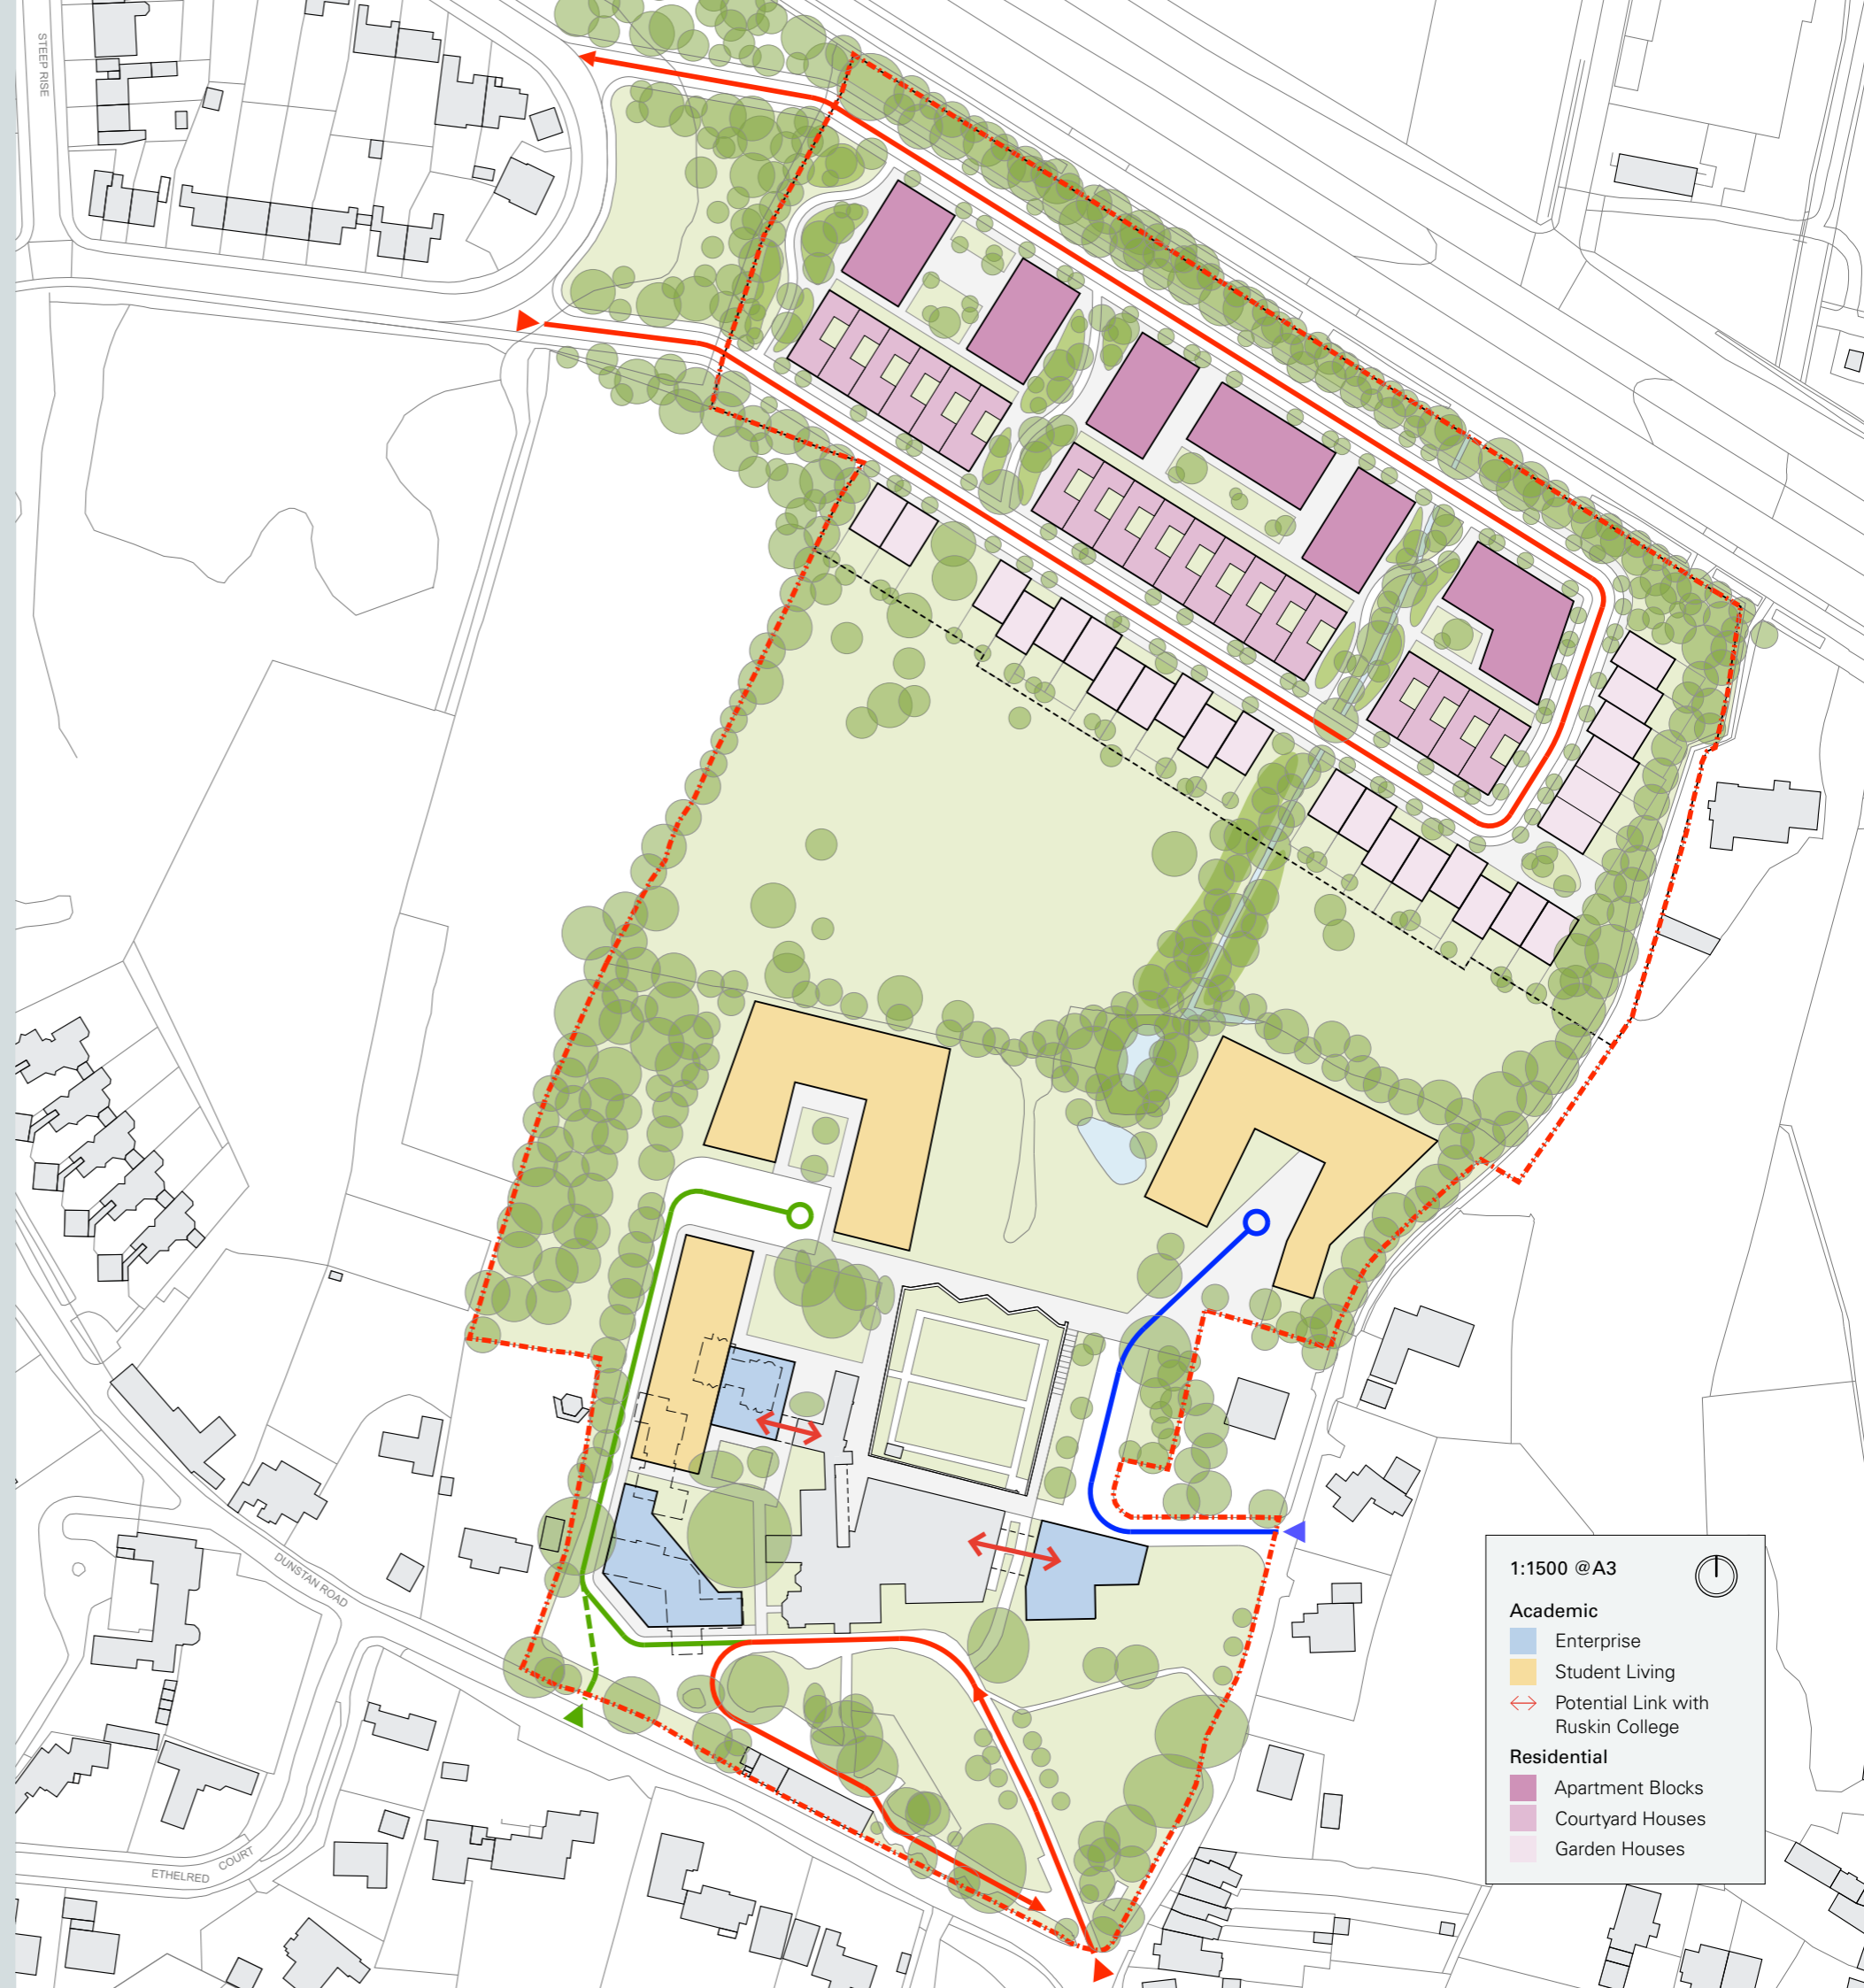 STEEP RISE
DUNSTAN ROAD
ETHELRED COURT
1:1500 @A3
Academic
Enterprise
Student Living
Potential Link with
Ruskin College
Residential
Apartment Blocks
Courtyard Houses
Garden Houses